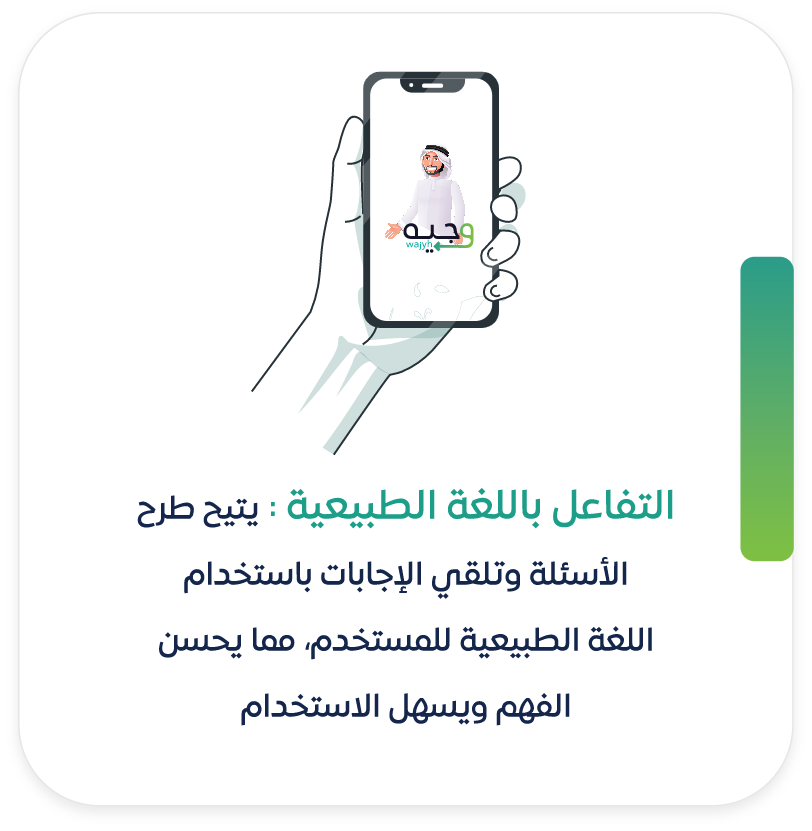 وجيه
wajyh
التفاعل باللغة الطبيعية : يتيح طرح
الأسئلة وتلقي الإجابات باستخدام
اللغة الطبيعية للمستخدم، مما يحسن
الفهم ويسهل الاستخدام